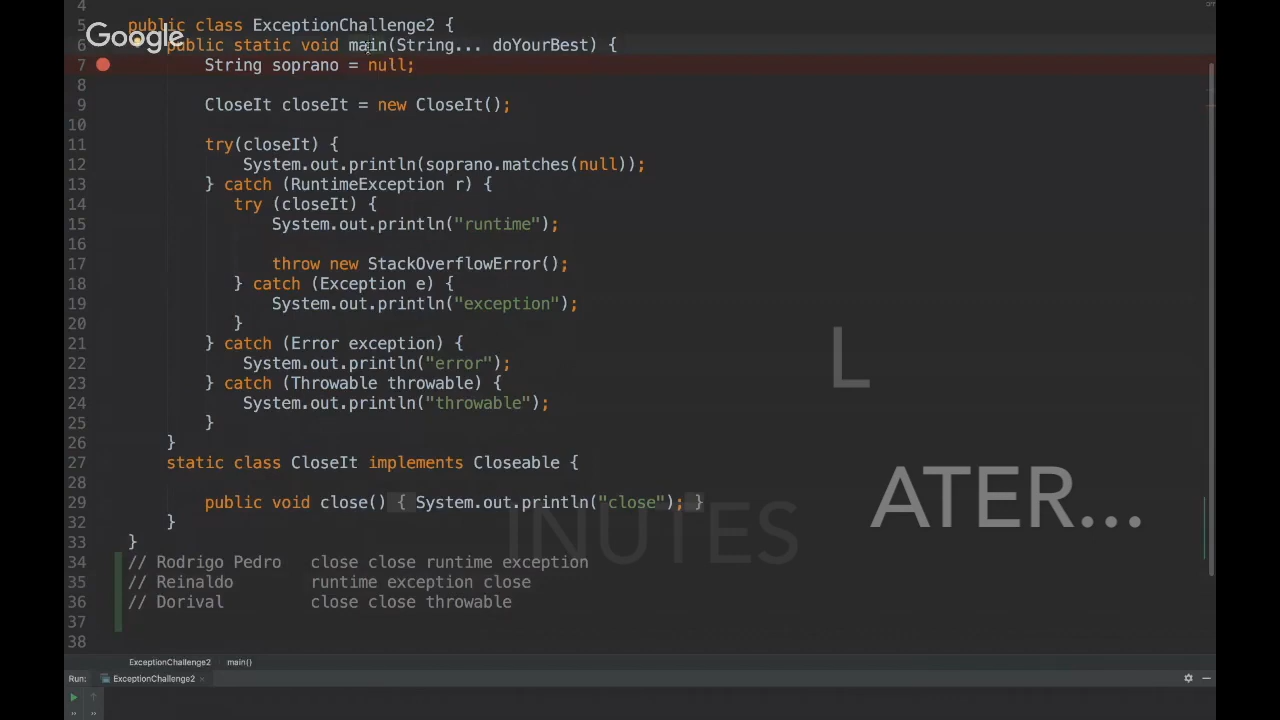 4
5 public class ExceptionChallenge2 {
Google
6 public static void main(String... doYourBest) {
7 String soprano = null;
8
9 CloseIt closeIt = new CloseIt();
10
11 try(closeIt) {
12 System.out.println(soprano.matches(null));
13 } catch (RuntimeException r) {
14 try (closeIt) {
15 System.out.println("runtime");
16
17 throw new StackOverflowError();
18 } catch (Exception e) {
19 System.out.println("exception");
20 }
21 } catch (Error exception) {
22 System.out.println("error");
23 } catch (Throwable throwable) {
24 System.out.println("throwable");
25 }
26 }
27 static class CloseIt implements Closeable {
28
29 public void close() { System.out.println("close"); }
32 }
33 }
34 // Rodrigo Pedro close close runtime exception
35 // Reinaldo runtime exception close
36 // Dorival close close throwable
37
38
L
ATER...
INUTES
ExceptionChallenge2 main()
Run: ExceptionChallenge2 ×